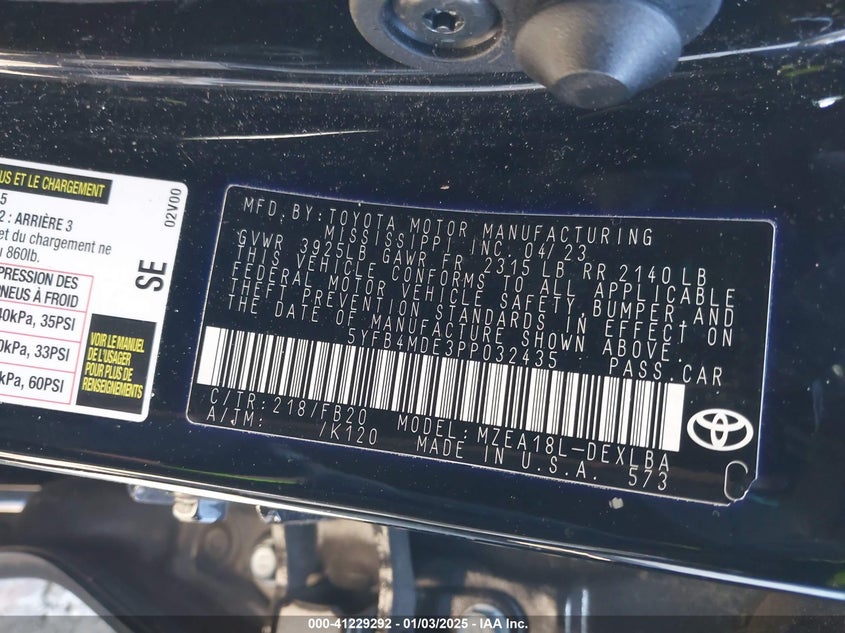 US ET LE CHARGEMENT
5
2 : ARRIÈRE 3
et du chargement ne
u 860lb.
PRESSION DES
PNEUS À FROID
40kPa, 35PSI
0kPa, 33PSI
kPa, 60PSI
VOIR LE MANUEL
DE L'USAGER
POUR PLUS DE
RENSEIGNEMENTS
02V00
SE
MFD. BY: TOYOTA MOTOR MANUFACTURING
MISSISSIPPI INC. 04/23
GVWR 3925LB GAWR FR 2315 LB RR 2140 LB
THIS VEHICLE CONFORMS TO ALL APPLICABLE
FEDERAL MOTOR VEHICLE SAFETY, BUMPER, AND
THEFT PREVENTION STANDARDS IN EFFECT ON
THE DATE OF MANUFACTURE SHOWN ABOVE.
5YFB4MDE3PP032435 PASS. CAR
C/TR: 218/FB20 MODEL: MZEA18L-DEXLBA
A/JM: /K120 MADE IN U.S.A. 573
C
000-41229292 - 01/03/2025 - IAA Inc.